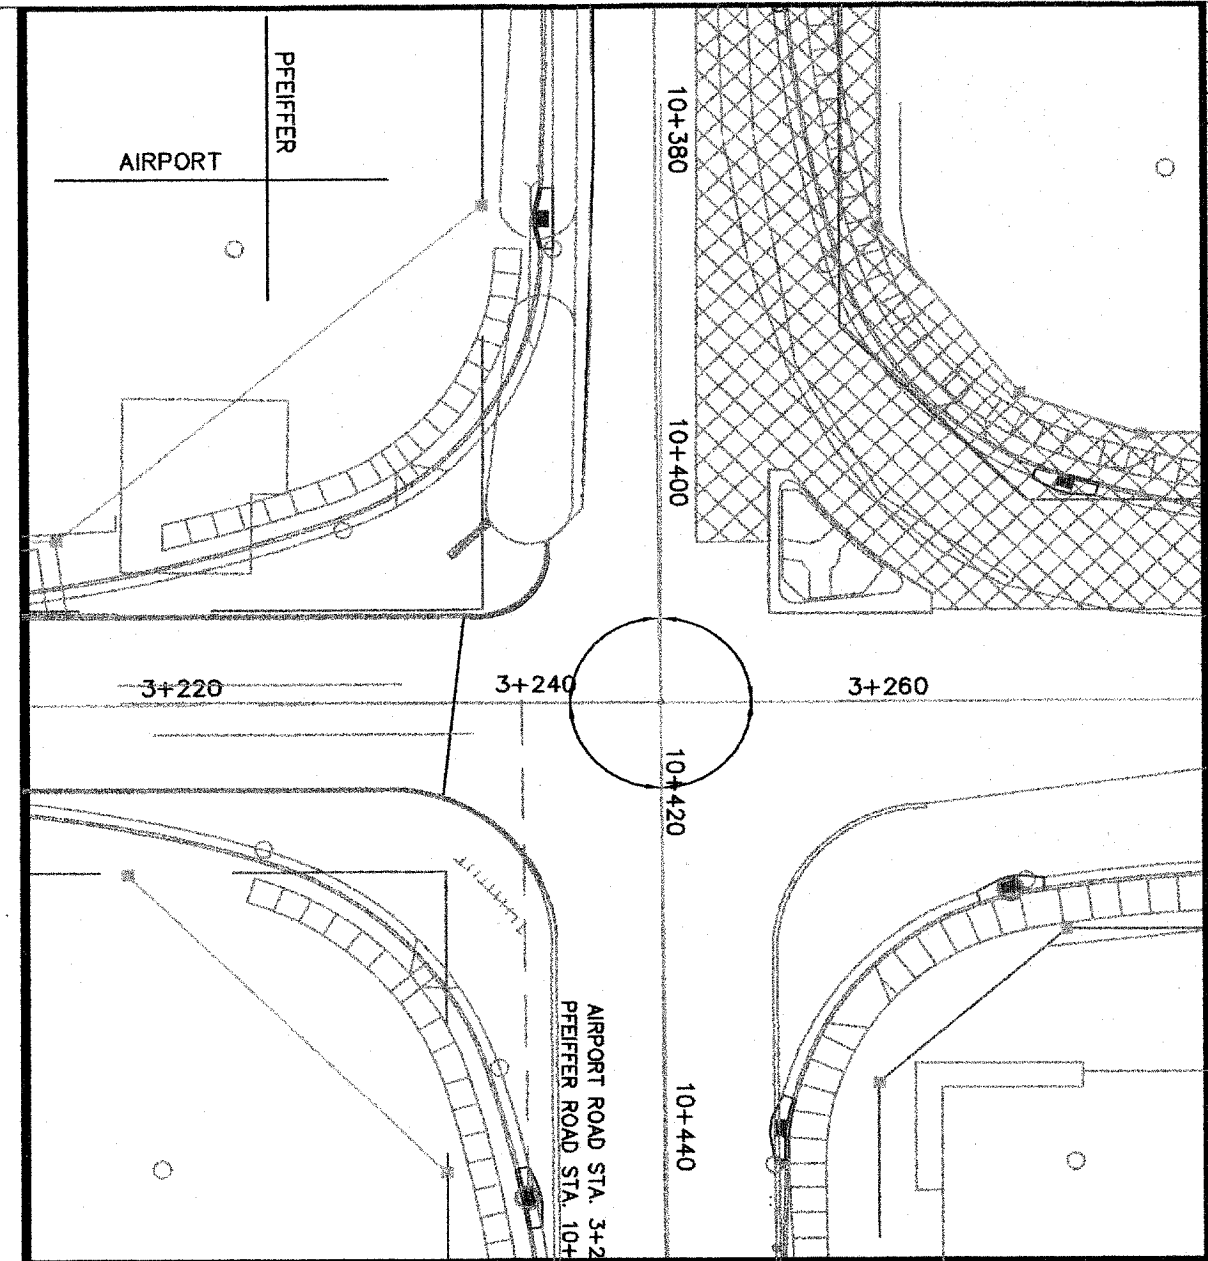 PFEIFFER
AIRPORT
10+380
10+400
3+220
3+240
3+260
10+420
10+440
AIRPORT ROAD STA. 3+2
PFEIFFER ROAD STA. 10+